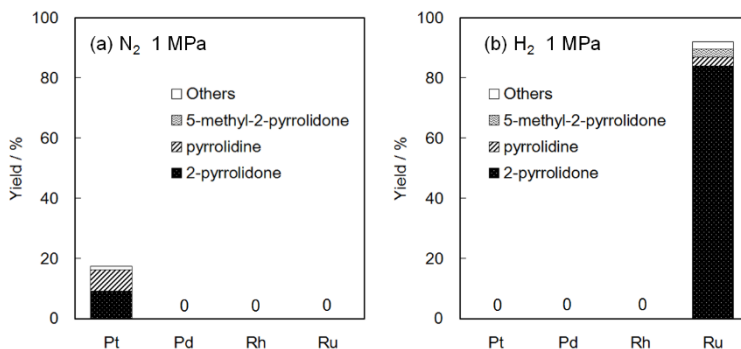 (a) N₂ 1 MPa
Yield / %
100
80
60
40
20
0
Others
5-methyl-2-pyrrolidone
pyrrolidine
2-pyrrolidone
0 0 0
Pt Pd Rh Ru
(b) H₂ 1 MPa
Yield / %
100
80
60
40
20
0
Others
5-methyl-2-pyrrolidone
pyrrolidine
2-pyrrolidone
0 0 0
Pt Pd Rh Ru